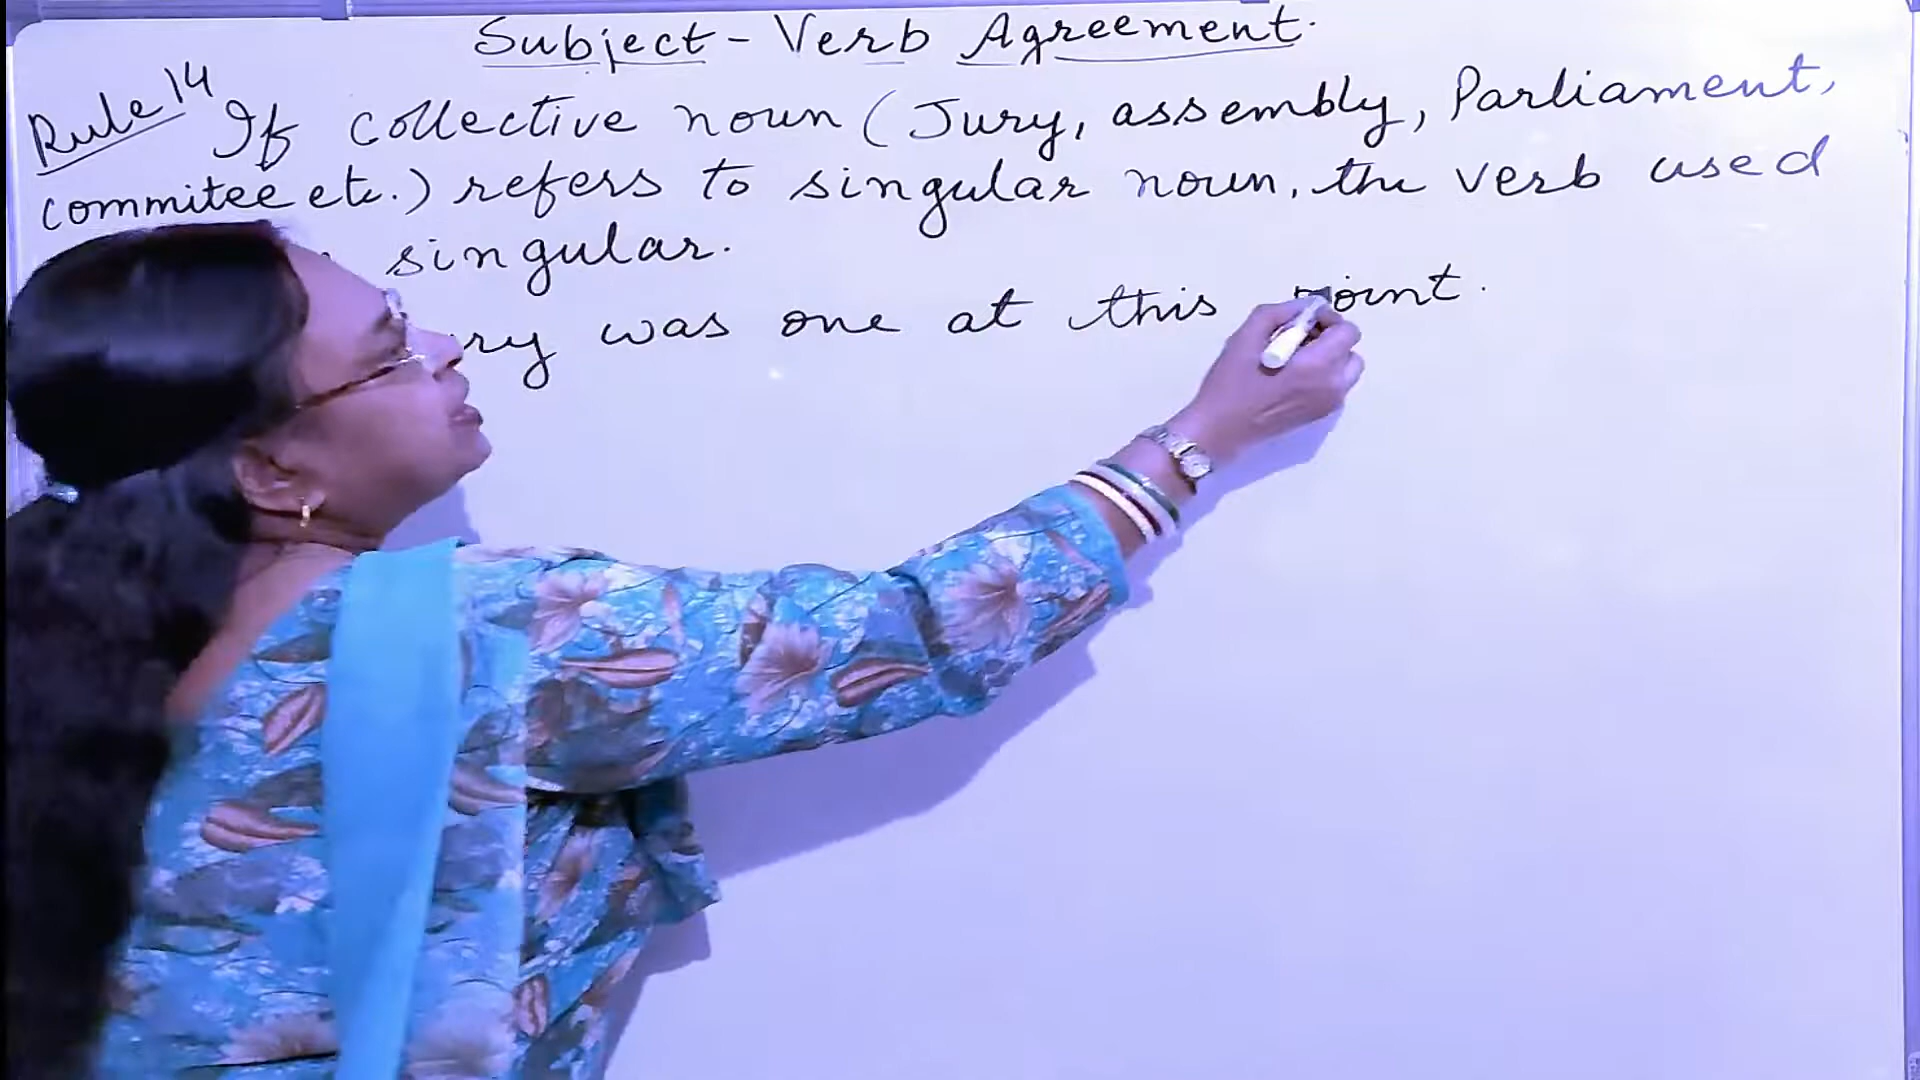 Subject-Verb Agreement.
Rule 14
If collective noun (Jury, assembly, Parliament,
commitee etc.) refers to singular noun, the verb used
singular.
was one at this point.